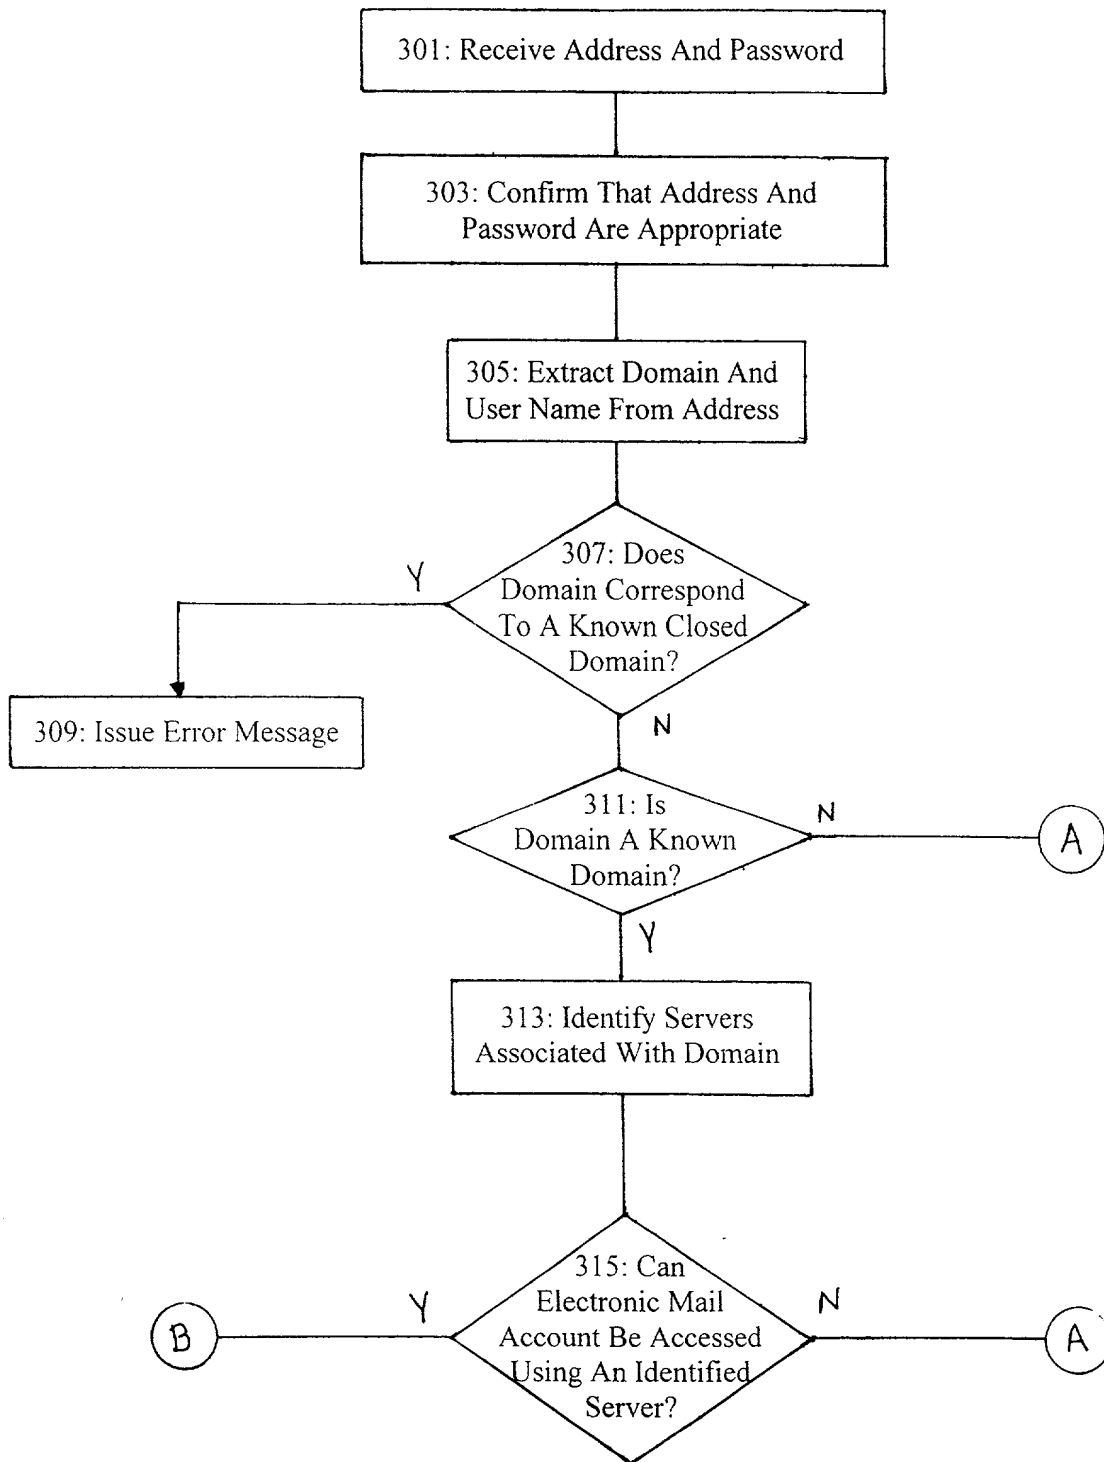 301: Receive Address And Password
303: Confirm That Address And
Password Are Appropriate
305: Extract Domain And
User Name From Address
307: Does
Domain Correspond
To A Known Closed
Domain?
Y
309: Issue Error Message
N
311: Is
Domain A Known
Domain?
N
A
Y
313: Identify Servers
Associated With Domain
315: Can
Electronic Mail
Account Be Accessed
Using An Identified
Server?
Y
B
N
A